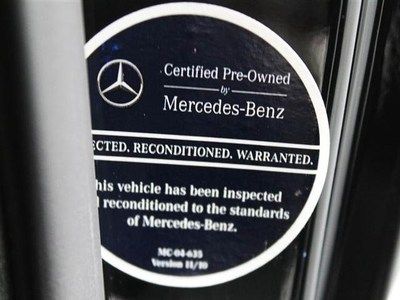 Certified Pre-Owned
by
Mercedes-Benz
ECTED. RECONDITIONED. WARRANTED.
his vehicle has been inspected
reconditioned to the standards
of Mercedes-Benz.
MC-04-635
Version 11/10